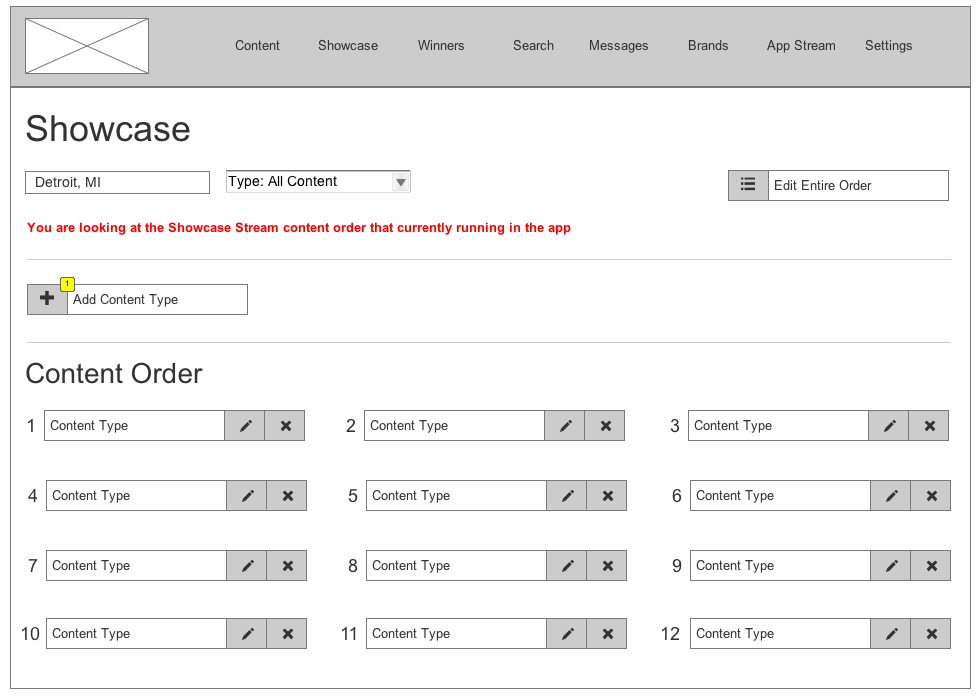 Content Showcase Winners Search Messages Brands App Stream Settings
Showcase
Detroit, MI Type: All Content Edit Entire Order
You are looking at the Showcase Stream content order that currently running in the app
1
Add Content Type
Content Order
1 Content Type 2 Content Type 3 Content Type
4 Content Type 5 Content Type 6 Content Type
7 Content Type 8 Content Type 9 Content Type
10 Content Type 11 Content Type 12 Content Type